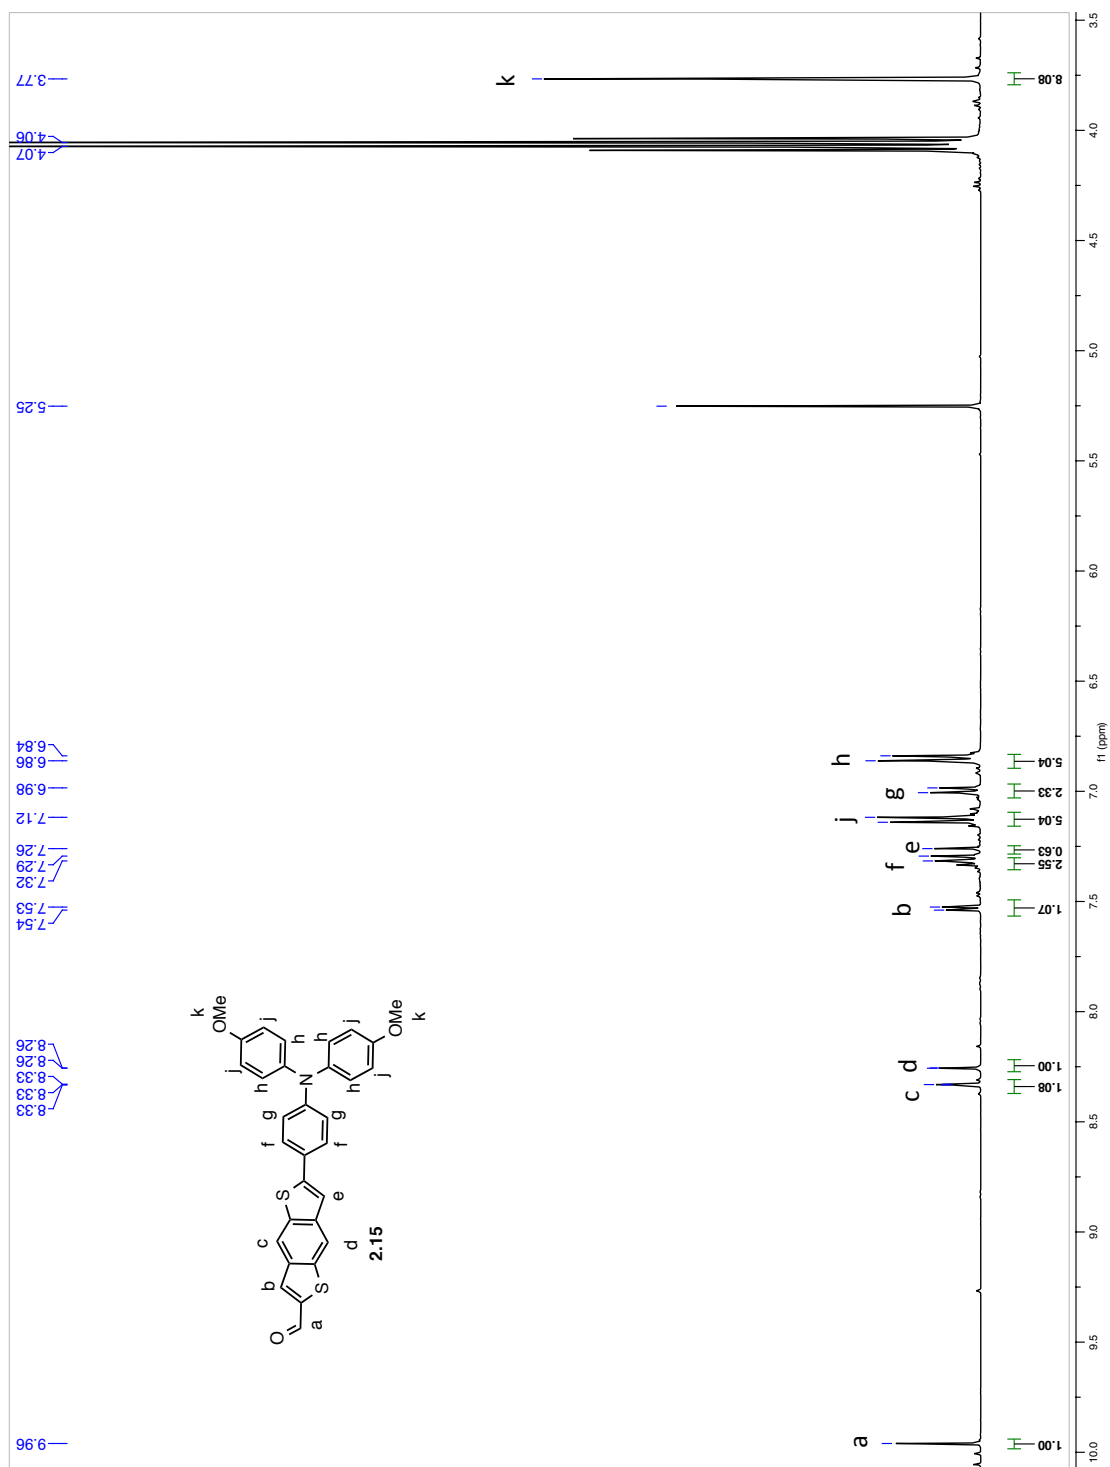 9.96
8.33
8.33
8.33
8.26
8.26
7.54
7.53
7.32
7.29
7.26
7.12
6.98
6.86
6.84
5.25
4.07
4.06
3.77
k
OMe
j
h
j
h
N
h
j
h
j
OMe
k
g
g
f
f
S
e
c
d
b
S
O
a
2.15
a
c
d
b
f
e
j
g
h
k
1.00
1.08
1.00
1.07
2.55
0.63
5.04
2.33
5.04
8.08
10.0
9.5
9.0
8.5
8.0
7.5
7.0
6.5
6.0
5.5
5.0
4.5
4.0
3.5
f1 (ppm)